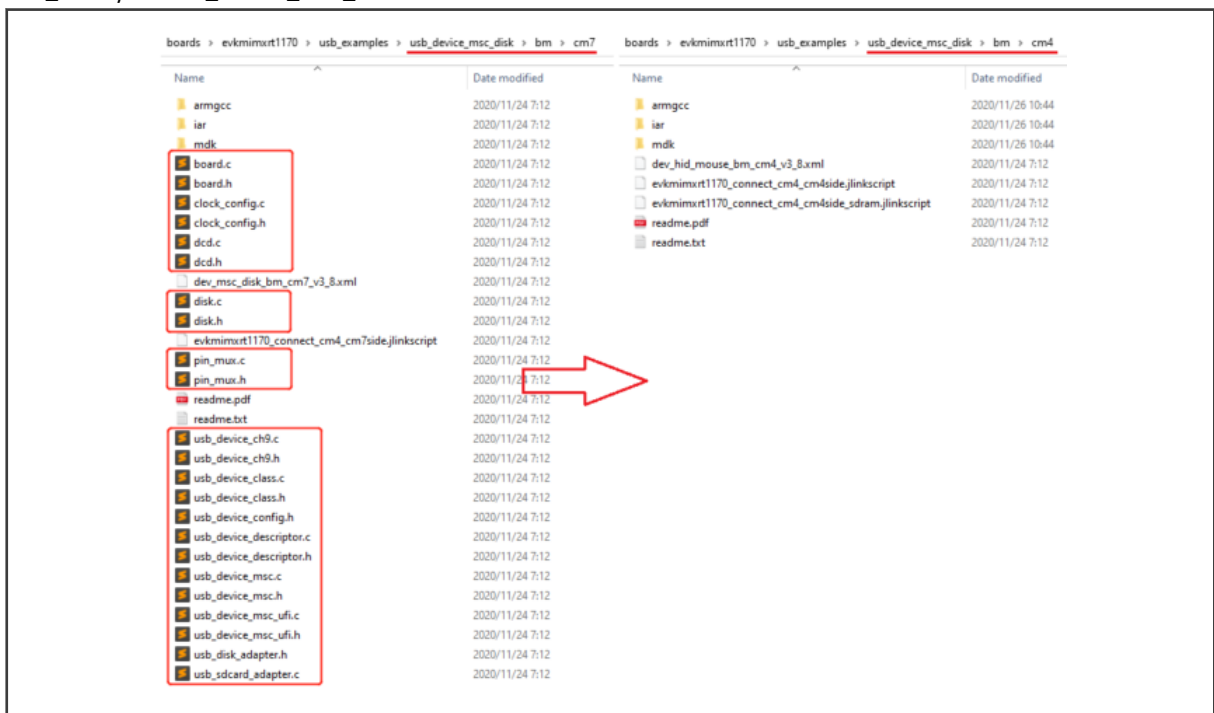 boards > evkmimxrt1170 > usb_examples > usb_device_msc_disk > bm > cm7
Name
Date modified
armgcc 2020/11/24 7:12
iar 2020/11/24 7:12
mdk 2020/11/24 7:12
board.c 2020/11/24 7:12
board.h 2020/11/24 7:12
clock_config.c 2020/11/24 7:12
clock_config.h 2020/11/24 7:12
dcd.c 2020/11/24 7:12
dcd.h 2020/11/24 7:12
dev_msc_disk_bm_cm7_v3_8.xml 2020/11/24 7:12
disk.c 2020/11/24 7:12
disk.h 2020/11/24 7:12
evkmimxrt1170_connect_cm4_cm7side.jlinkscript 2020/11/24 7:12
pin_mux.c 2020/11/24 7:12
pin_mux.h 2020/11/24 7:12
readme.pdf 2020/11/24 7:12
readme.txt 2020/11/24 7:12
usb_device_ch9.c 2020/11/24 7:12
usb_device_ch9.h 2020/11/24 7:12
usb_device_class.c 2020/11/24 7:12
usb_device_class.h 2020/11/24 7:12
usb_device_config.h 2020/11/24 7:12
usb_device_descriptor.c 2020/11/24 7:12
usb_device_descriptor.h 2020/11/24 7:12
usb_device_msc.c 2020/11/24 7:12
usb_device_msc.h 2020/11/24 7:12
usb_device_msc_ufi.c 2020/11/24 7:12
usb_device_msc_ufi.h 2020/11/24 7:12
usb_disk_adapter.h 2020/11/24 7:12
usb_sdcard_adapter.c 2020/11/24 7:12
boards > evkmimxrt1170 > usb_examples > usb_device_msc_disk > bm > cm4
Name
Date modified
armgcc 2020/11/26 10:44
iar 2020/11/26 10:44
mdk 2020/11/26 10:44
dev_hid_mouse_bm_cm4_v3_8.xml 2020/11/24 7:12
evkmimxrt1170_connect_cm4_cm4side.jlinkscript 2020/11/24 7:12
evkmimxrt1170_connect_cm4_cm4side_sdram.jlinkscript 2020/11/24 7:12
readme.pdf 2020/11/24 7:12
readme.txt 2020/11/24 7:12